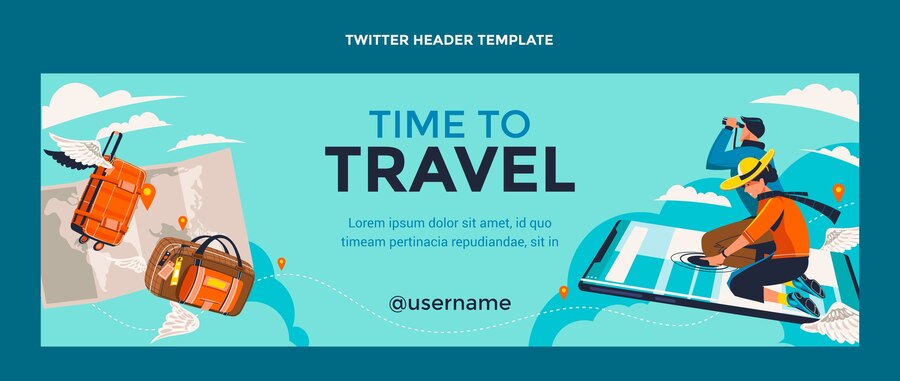 TWITTER HEADER TEMPLATE
TIME TO
TRAVEL
Lorem ipsum dolor sit amet, id quo
timeam pertinacia repudiandae, sit in
@username